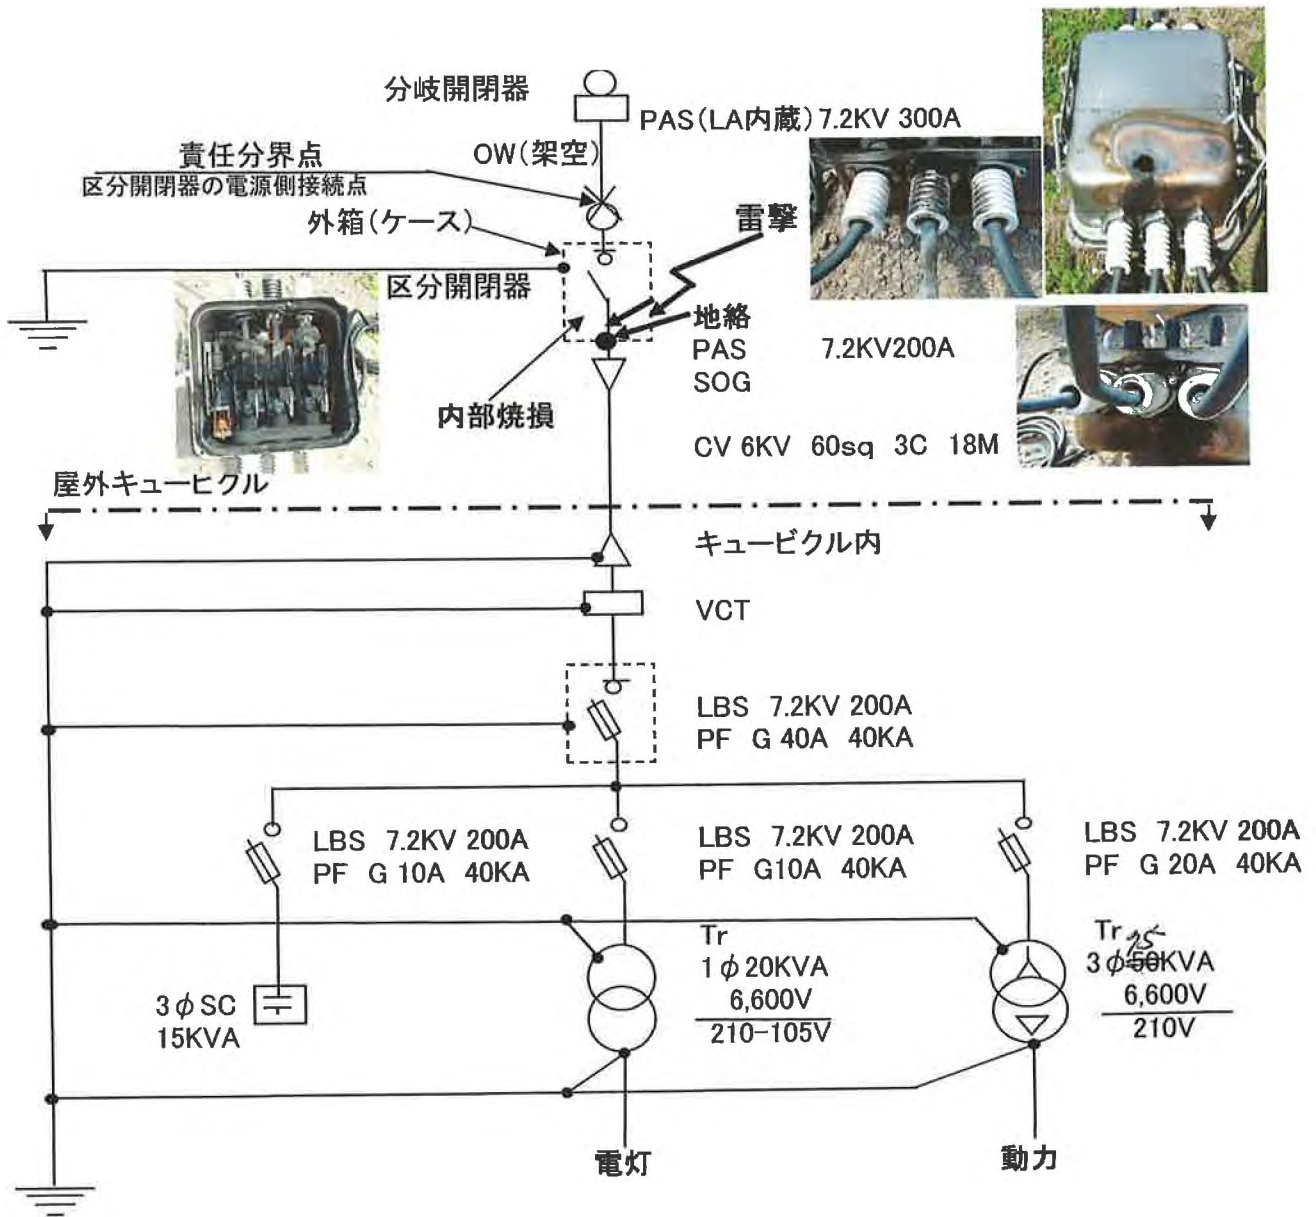 分岐開閉器
PAS(LA内蔵) 7.2KV 300A
責任分界点
OW(架空)
区分開閉器の電源側接続点
外箱(ケース)
雷撃
区分開閉器
地絡
PAS 7.2KV200A
SOG
内部焼損
CV 6KV 60sq 3C 18M
屋外キュービクル
キュービクル内
VCT
LBS 7.2KV 200A
PF G 40A 40KA
LBS 7.2KV 200A
PF G 10A 40KA
LBS 7.2KV 200A
PF G10A 40KA
LBS 7.2KV 200A
PF G 20A 40KA
Tr
1φ20KVA
6,600V
210-105V
Tr 75
3φ50KVA
6,600V
210V
3φSC
15KVA
電灯
動力